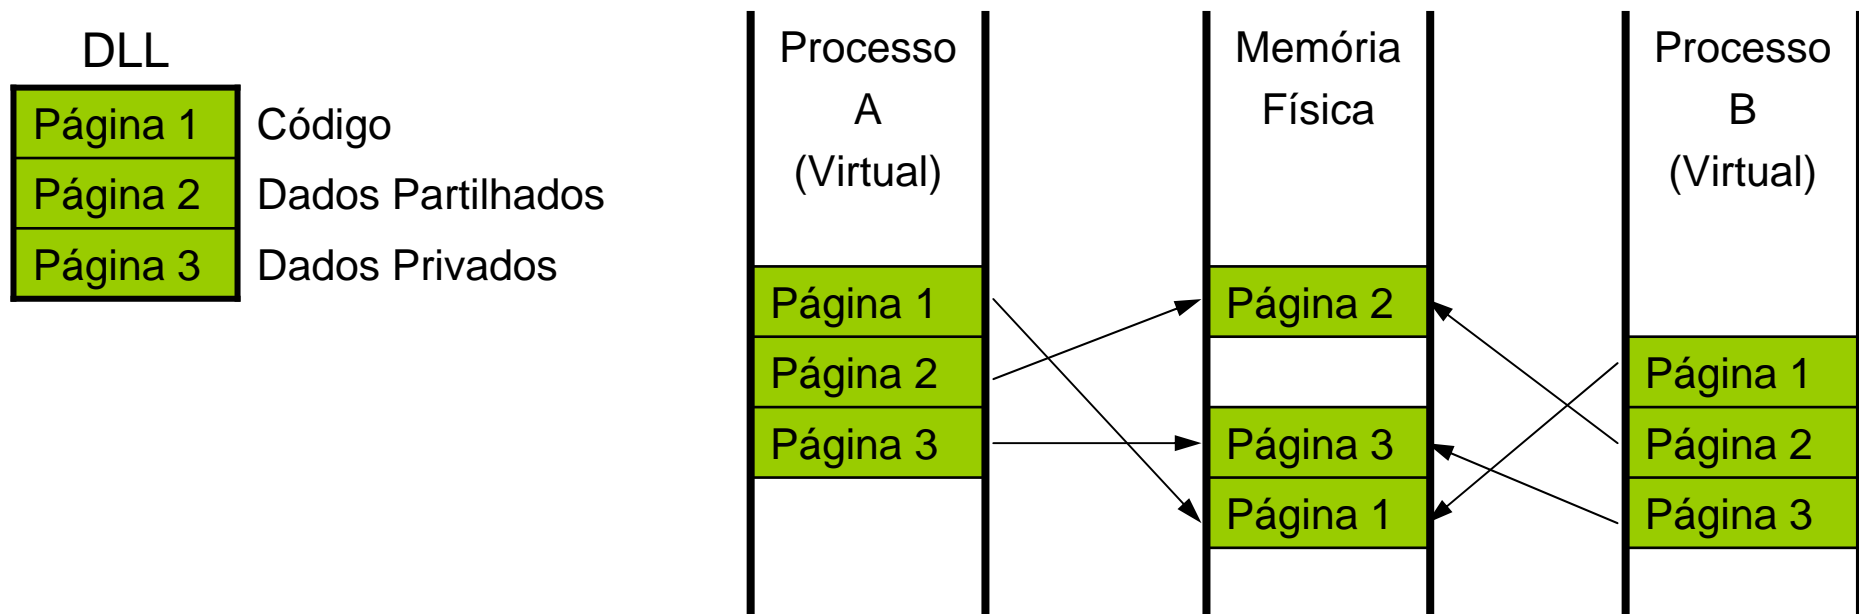 DLL
Página 1 Código
Página 2 Dados Partilhados
Página 3 Dados Privados
Processo
A
(Virtual)
Página 1
Página 2
Página 3
Memória
Física
Página 2
Página 3
Página 1
Processo
B
(Virtual)
Página 1
Página 2
Página 3